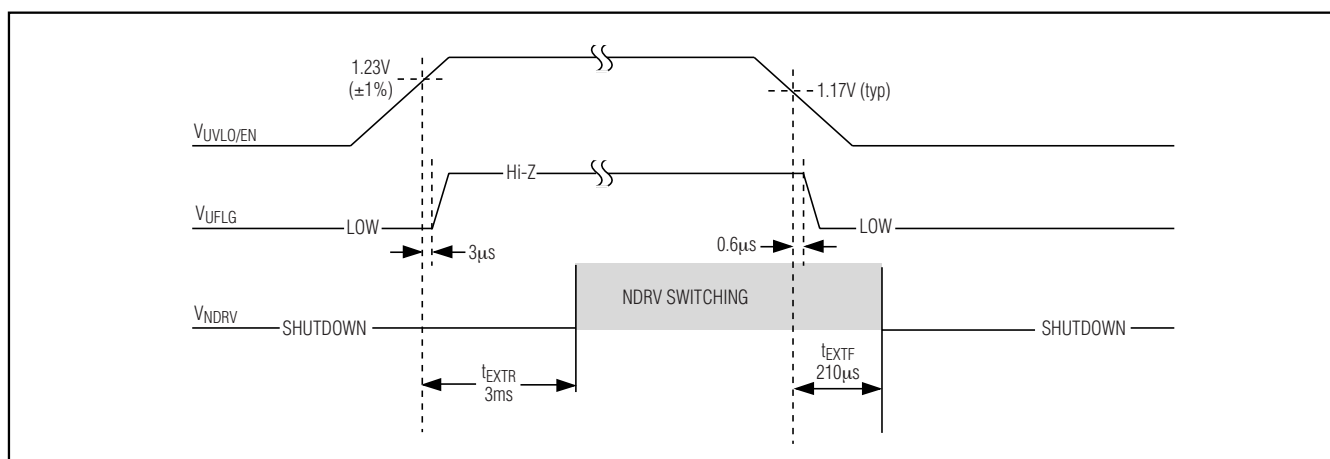 1.23V
(±1%)
1.17V (typ)
VUVLO/EN
Hi-Z
VUFLG
LOW
LOW
3µs
0.6µs
NDRV SWITCHING
VNDRV
SHUTDOWN
SHUTDOWN
tEXTR
3ms
tEXTF
210µs